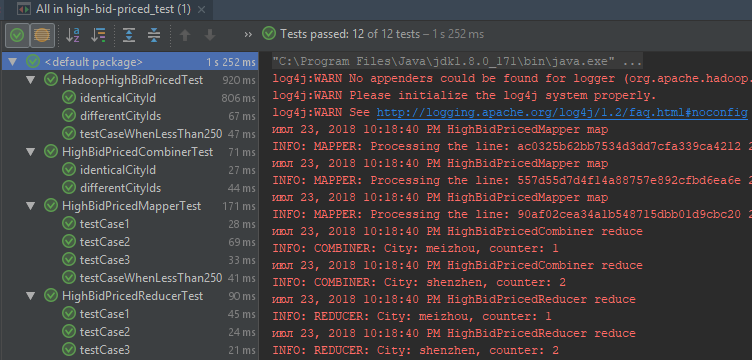 All in high-bid-priced_test (1) ×
» Tests passed: 12 of 12 tests – 1 s 252 ms
<default package> 1 s 252 ms
HadoopHighBidPricedTest 920 ms
identicalCityId 806 ms
differentCityIds 67 ms
testCaseWhenLessThan250 47 ms
HighBidPricedCombinerTest 71 ms
identicalCityId 27 ms
differentCityIds 44 ms
HighBidPricedMapperTest 171 ms
testCase1 28 ms
testCase2 69 ms
testCase3 33 ms
testCaseWhenLessThan250 41 ms
HighBidPricedReducerTest 90 ms
testCase1 45 ms
testCase2 24 ms
testCase3 21 ms
"C:\Program Files\Java\jdk1.8.0_171\bin\java.exe" ...
log4j:WARN No appenders could be found for logger (org.apache.hadoop.
log4j:WARN Please initialize the log4j system properly.
log4j:WARN See http://logging.apache.org/log4j/1.2/faq.html#noconfig
июл 23, 2018 10:18:40 PM HighBidPricedMapper map
INFO: MAPPER: Processing the line: ac0325b62bb7534d3dd7cfa339ca4212 2
июл 23, 2018 10:18:40 PM HighBidPricedMapper map
INFO: MAPPER: Processing the line: 557d55d7d4f14a88757e892cfbd6ea6e 2
июл 23, 2018 10:18:40 PM HighBidPricedMapper map
INFO: MAPPER: Processing the line: 90af02cea34a1b548715dbb01d9cbc20 2
июл 23, 2018 10:18:40 PM HighBidPricedCombiner reduce
INFO: COMBINER: City: meizhou, counter: 1
июл 23, 2018 10:18:40 PM HighBidPricedCombiner reduce
INFO: COMBINER: City: shenzhen, counter: 2
июл 23, 2018 10:18:40 PM HighBidPricedReducer reduce
INFO: REDUCER: City: meizhou, counter: 1
июл 23, 2018 10:18:40 PM HighBidPricedReducer reduce
INFO: REDUCER: City: shenzhen, counter: 2